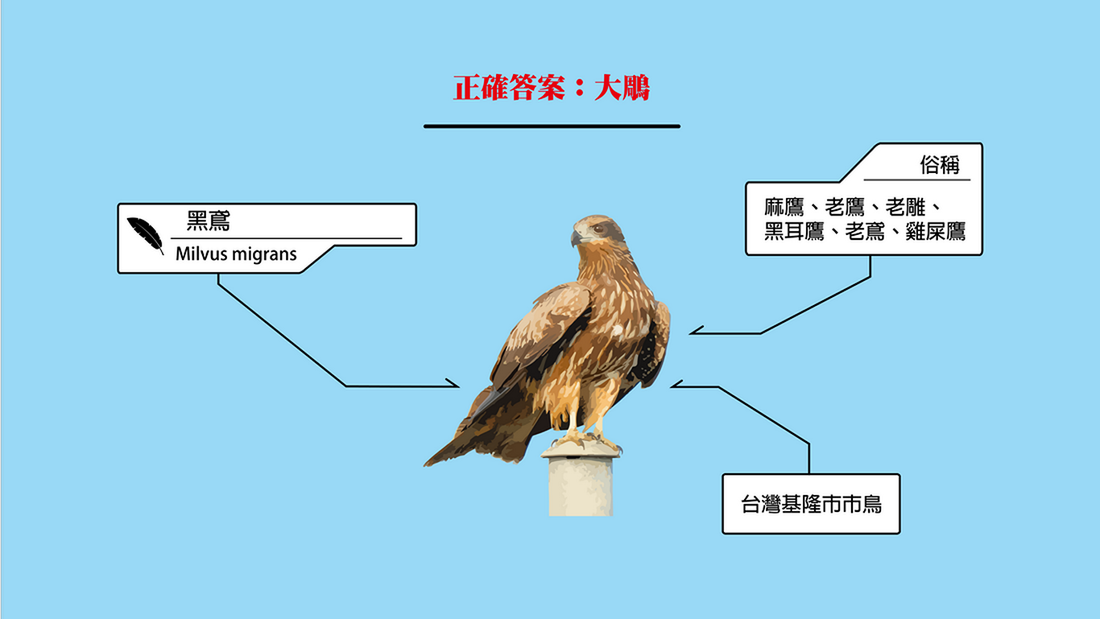 正確答案：大鵰
黑鳶
Milvus migrans
俗稱
麻鷹、老鷹、老雕、
黑耳鷹、老鳶、雞屎鷹
台灣基隆市市鳥